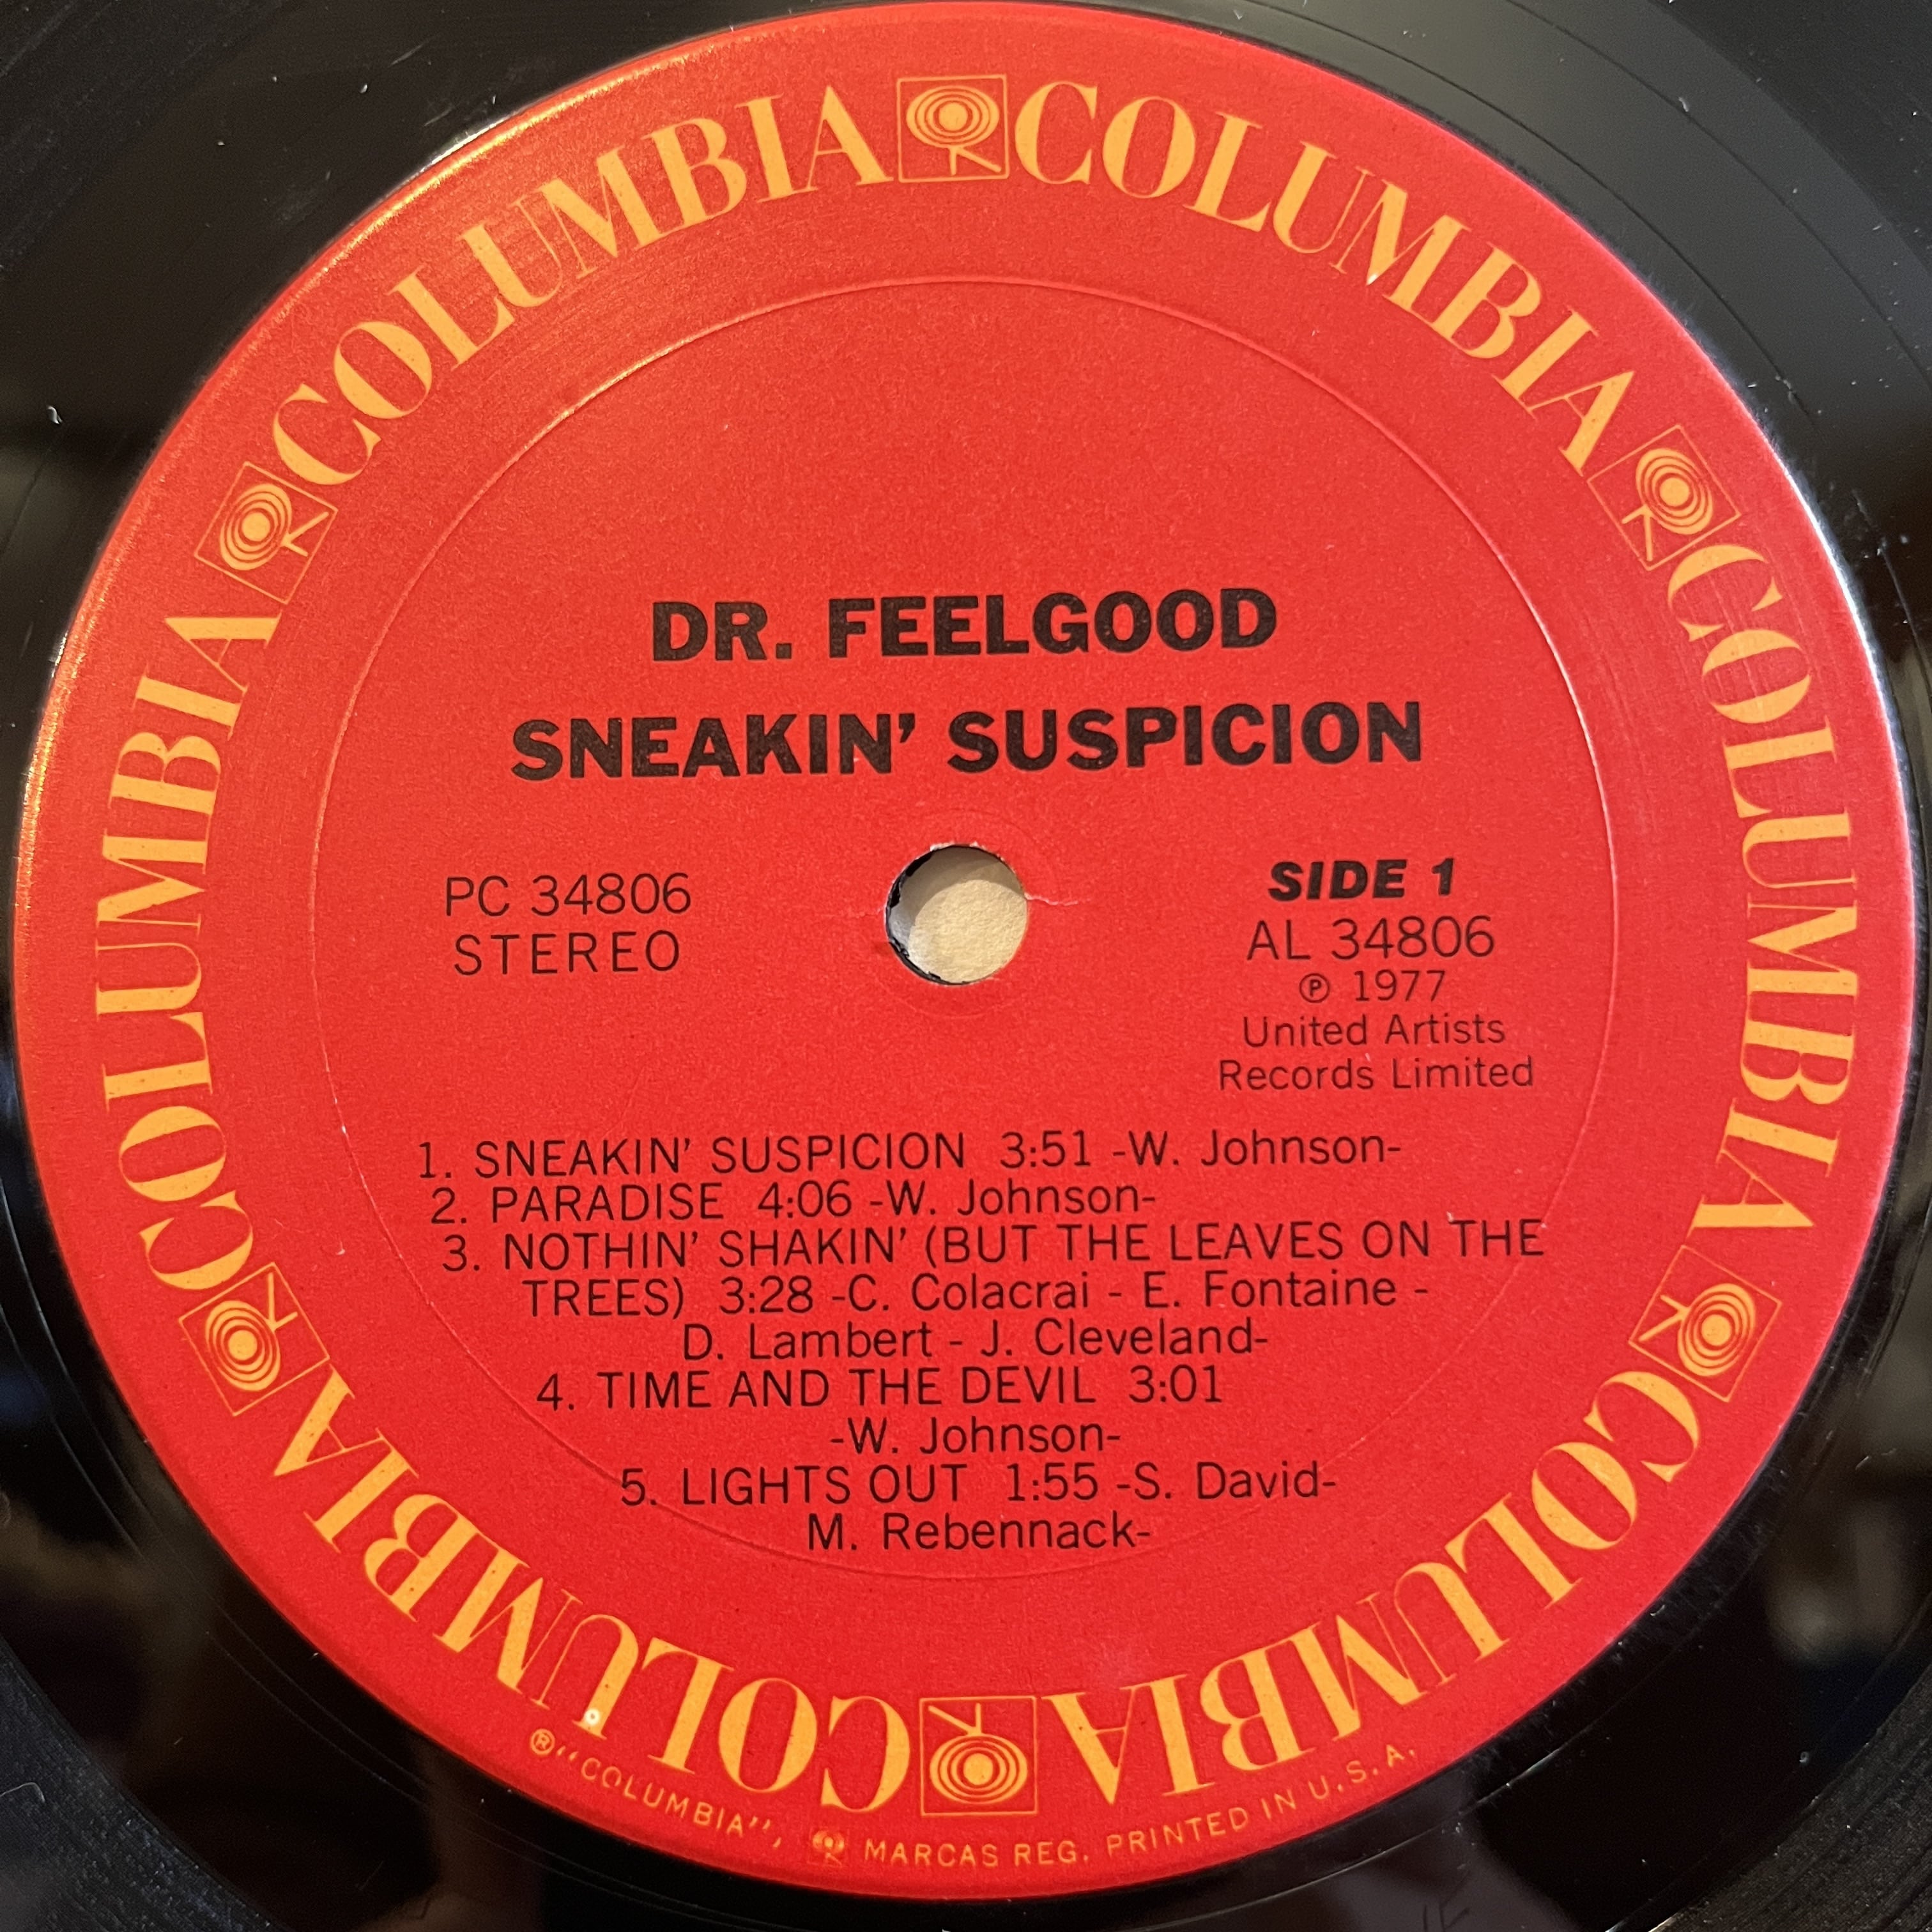 COLUMBIA COLUMBIA COLUMBIA COLUMBIA COLUMBIA COLUMBIA
DR. FEELGOOD
SNEAKIN' SUSPICION
PC 34806
STEREO
SIDE 1
AL 34806
℗ 1977
United Artists
Records Limited
1. SNEAKIN' SUSPICION 3:51 -W. Johnson-
2. PARADISE 4:06 -W. Johnson-
3. NOTHIN' SHAKIN' (BUT THE LEAVES ON THE
TREES) 3:28 -C. Colacrai - E. Fontaine -
D. Lambert - J. Cleveland-
4. TIME AND THE DEVIL 3:01
-W. Johnson-
5. LIGHTS OUT 1:55 -S. David-
M. Rebennack-
® "COLUMBIA", MARCAS REG. PRINTED IN U.S.A.